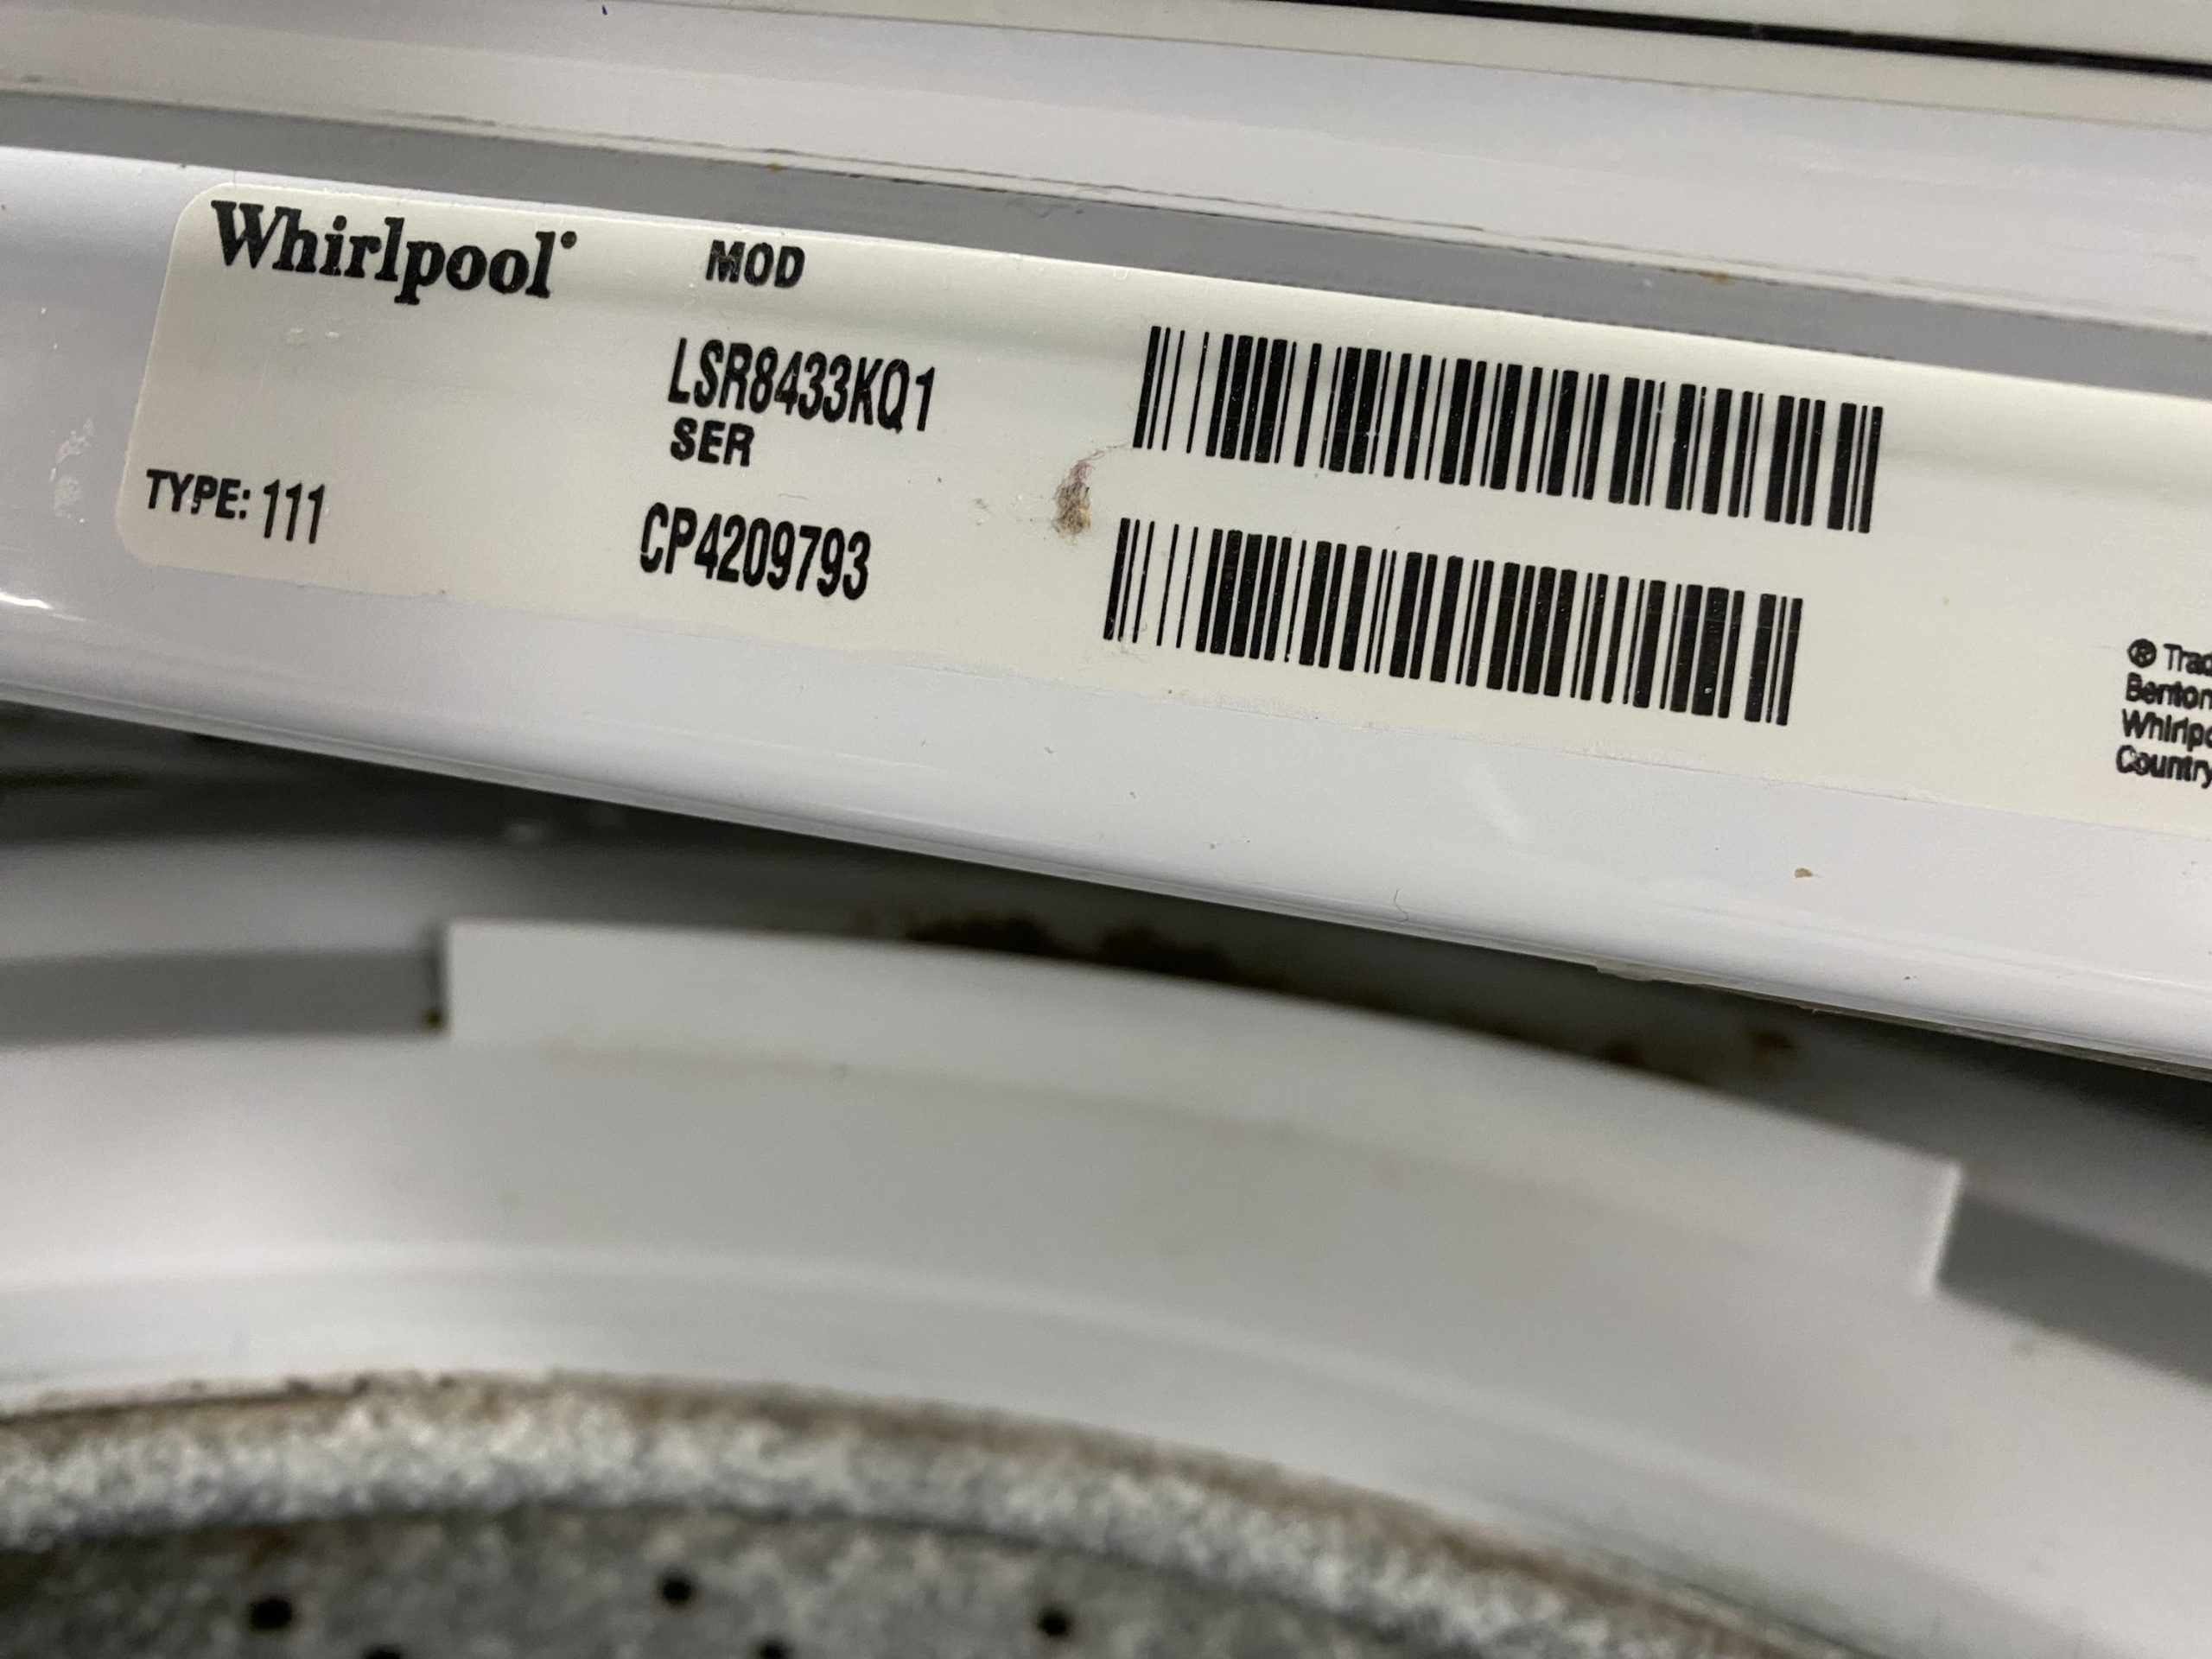 Whirlpool
MOD
LSR8433KQ1
SER
TYPE: 111
CP4209793
® Trad
Benton
Whirlpo
Country